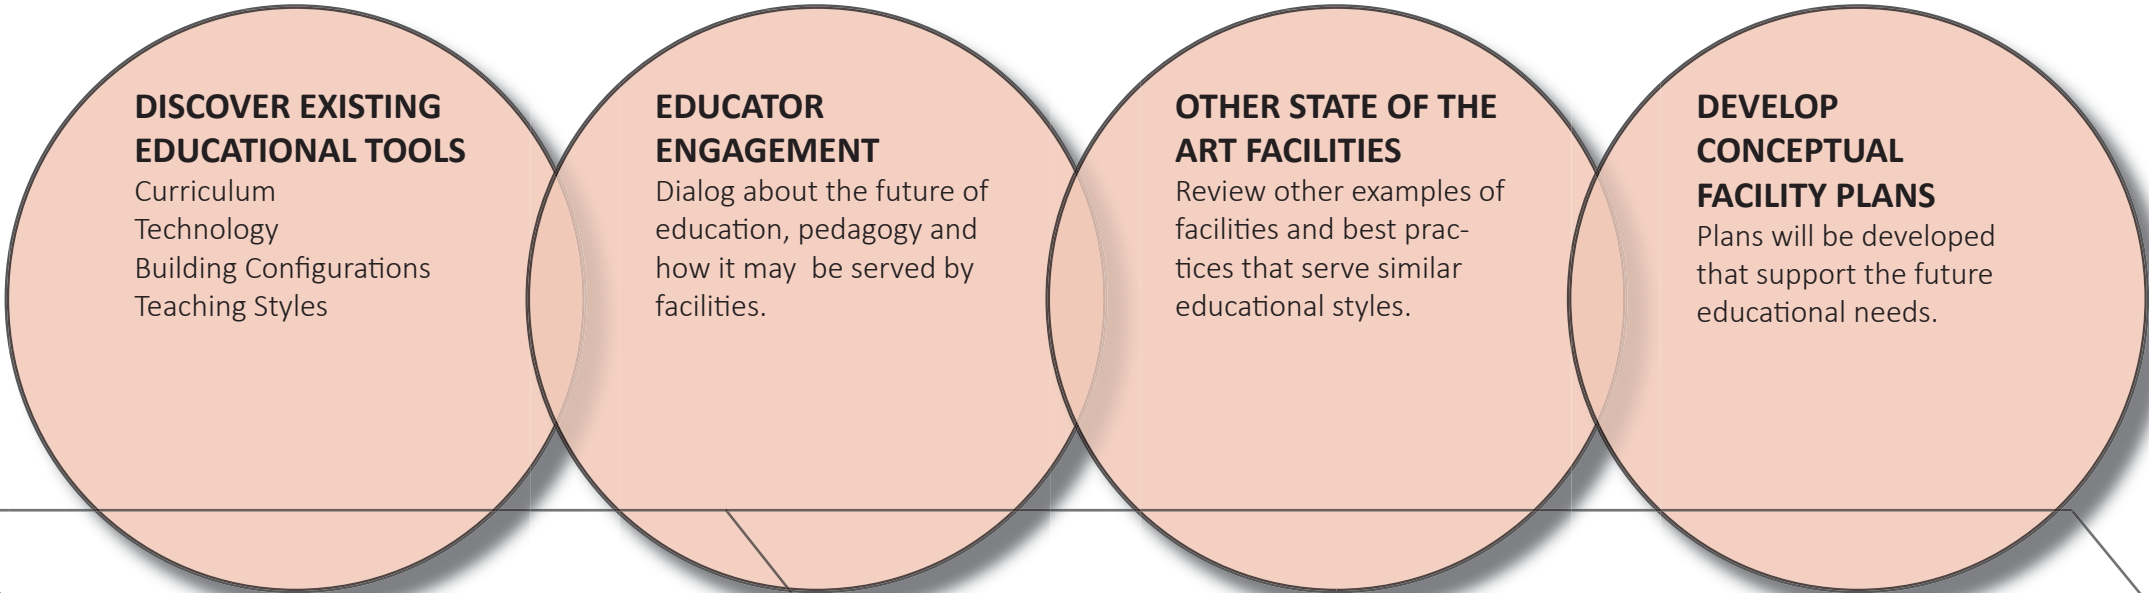 DISCOVER EXISTING
EDUCATIONAL TOOLS
Curriculum
Technology
Building Configurations
Teaching Styles
EDUCATOR
ENGAGEMENT
Dialog about the future of
education, pedagogy and
how it may  be served by
facilities.
OTHER STATE OF THE
ART FACILITIES
Review other examples of
facilities and best prac-
tices that serve similar
educational styles.
DEVELOP
CONCEPTUAL
FACILITY PLANS
Plans will be developed
that support the future
educational needs.